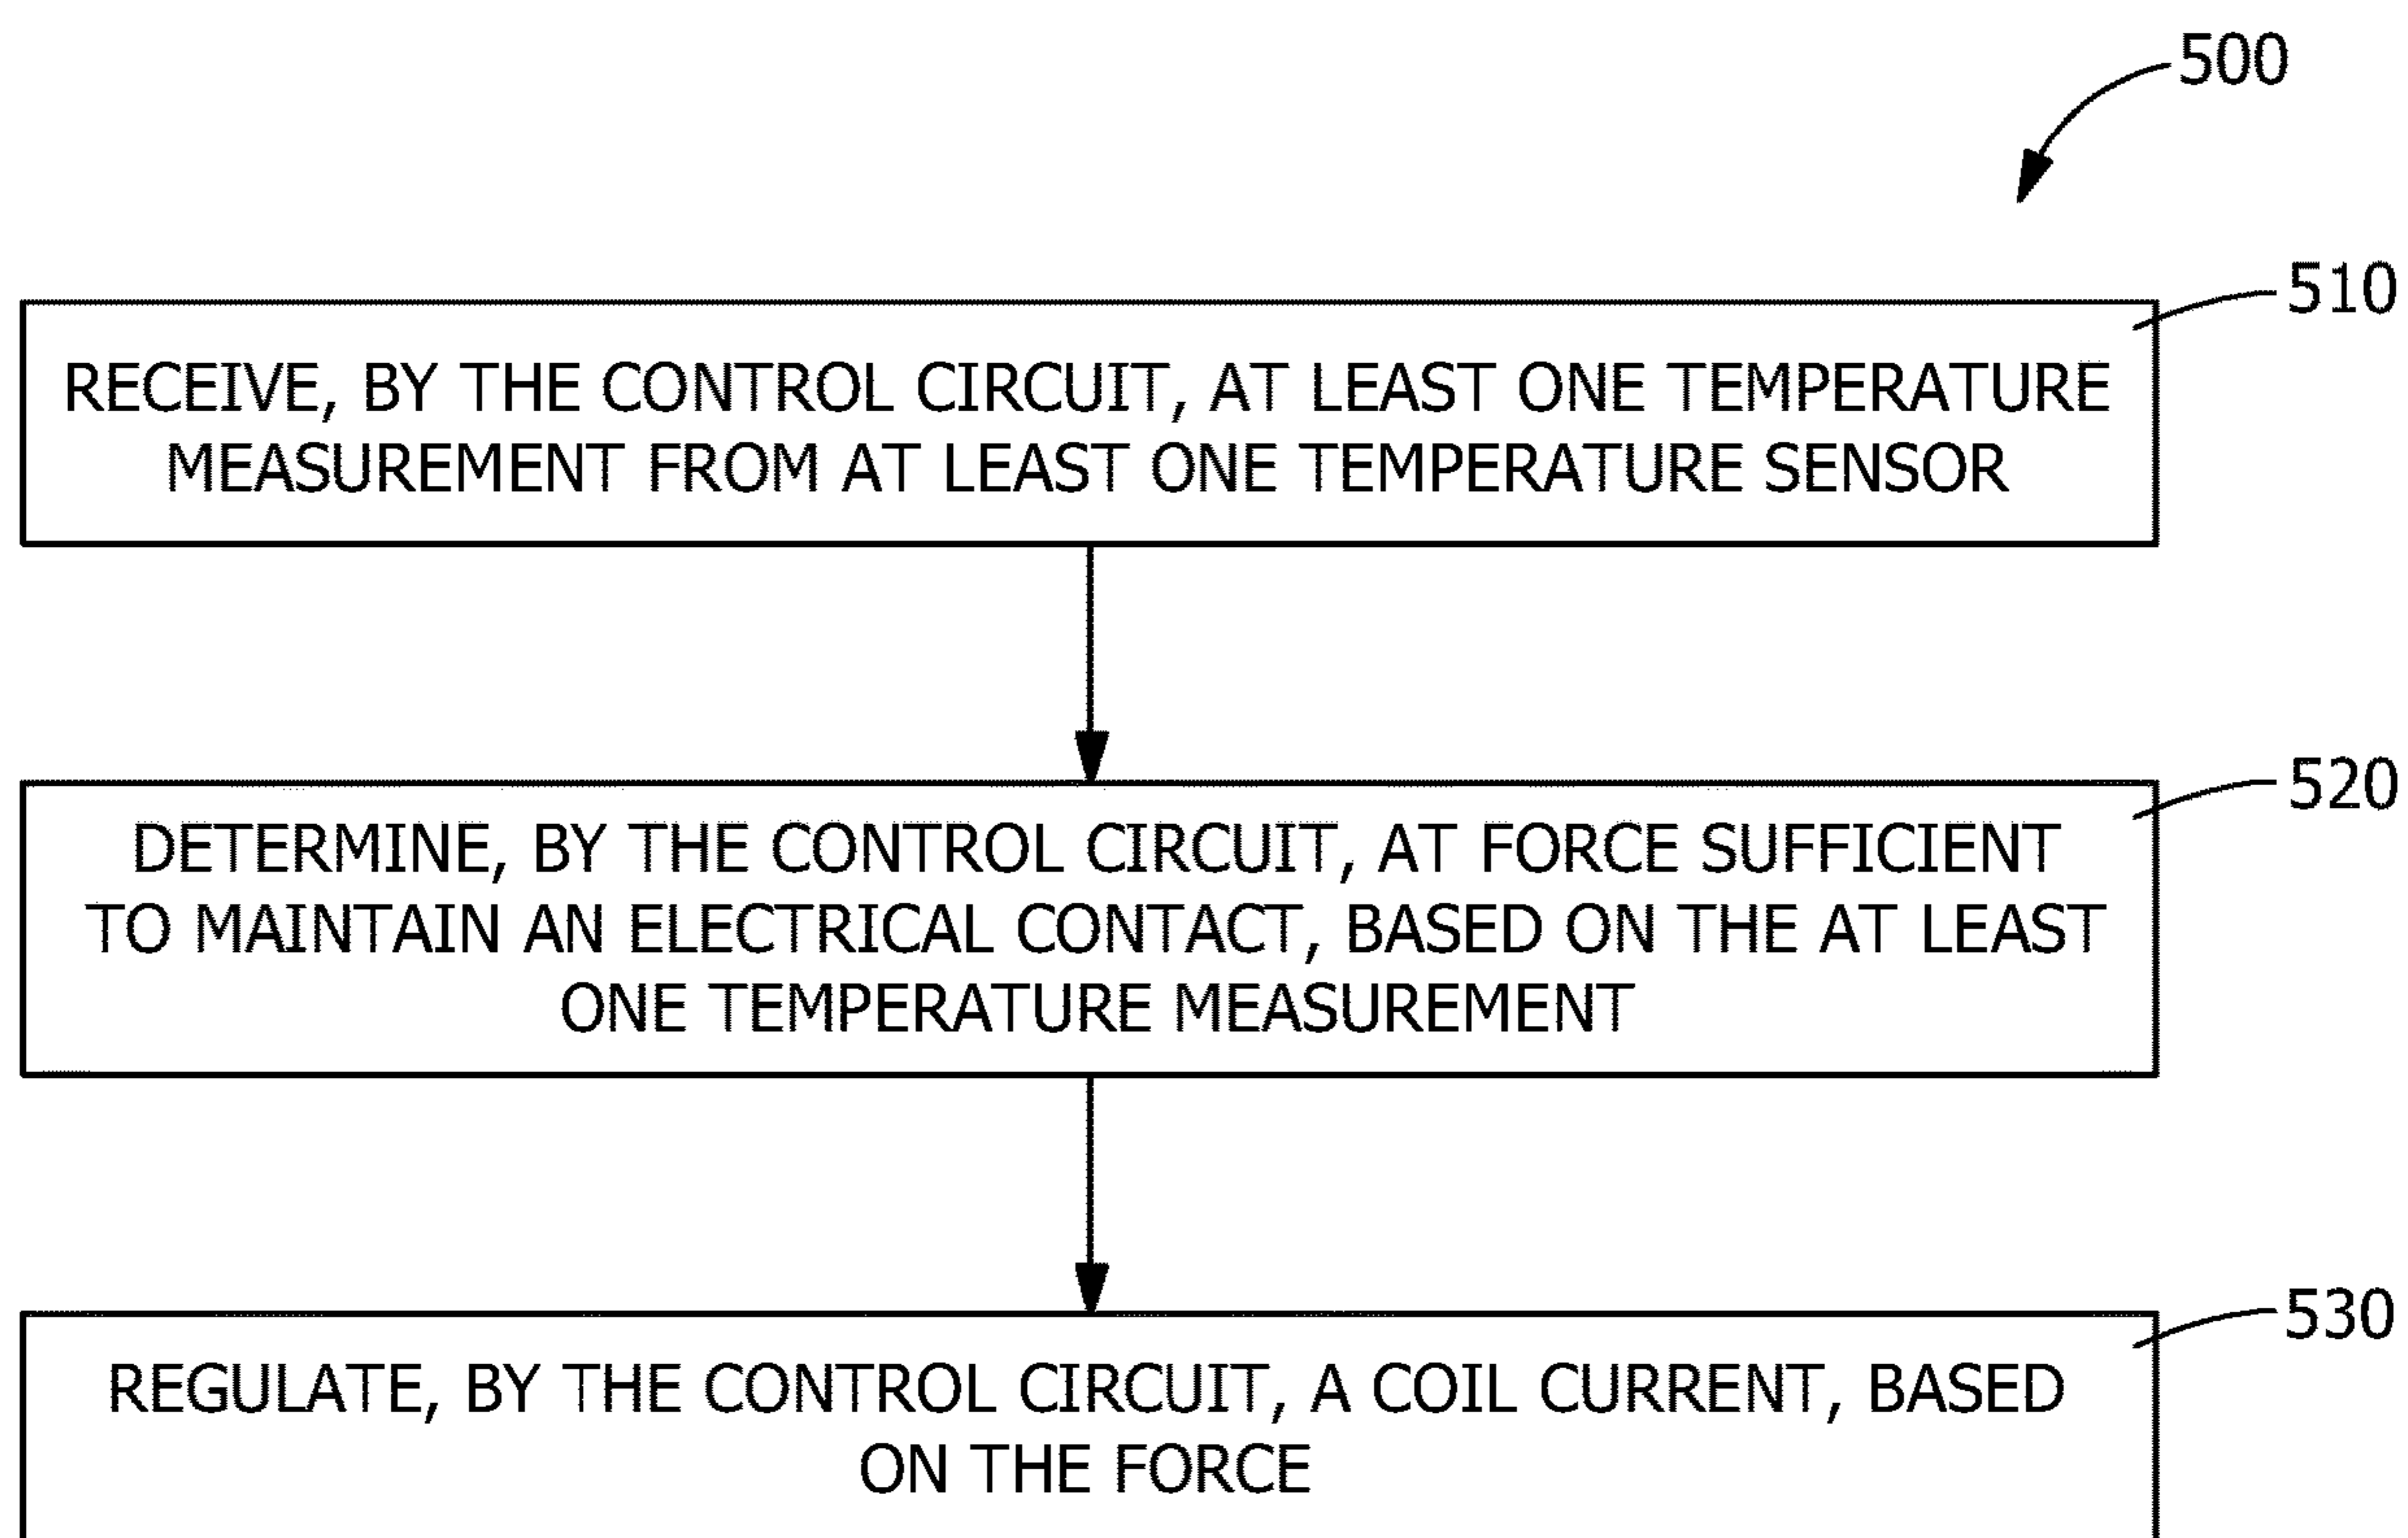 500
510
RECEIVE, BY THE CONTROL CIRCUIT, AT LEAST ONE TEMPERATURE
MEASUREMENT FROM AT LEAST ONE TEMPERATURE SENSOR
520
DETERMINE, BY THE CONTROL CIRCUIT, AT FORCE SUFFICIENT
TO MAINTAIN AN ELECTRICAL CONTACT, BASED ON THE AT LEAST
ONE TEMPERATURE MEASUREMENT
530
REGULATE, BY THE CONTROL CIRCUIT, A COIL CURRENT, BASED
ON THE FORCE